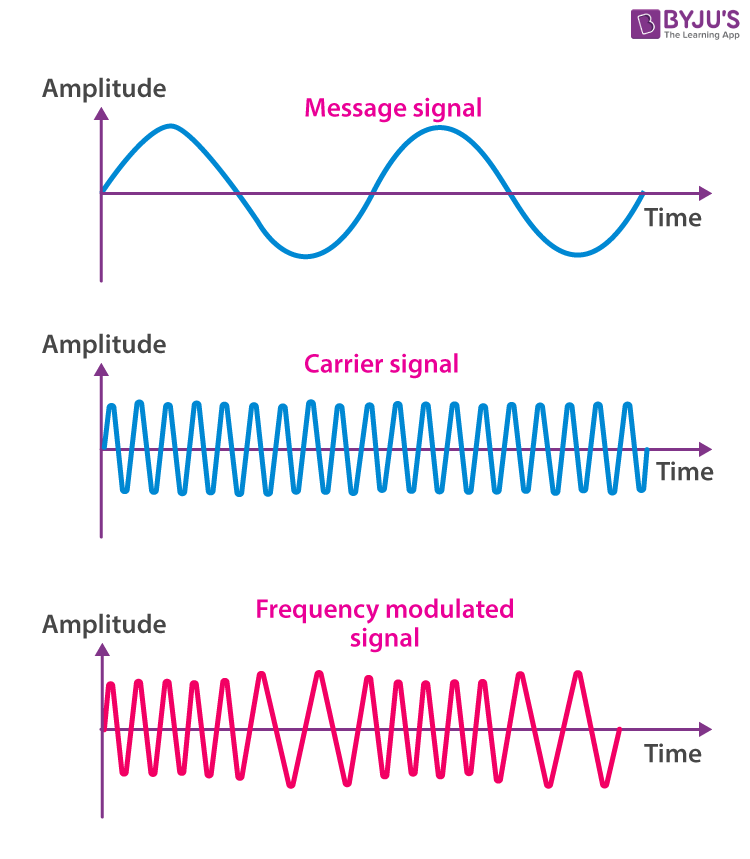 BYJU'S
The Learning App
Amplitude
Message signal
Time
Amplitude
Carrier signal
Time
Frequency modulated
signal
Amplitude
Time